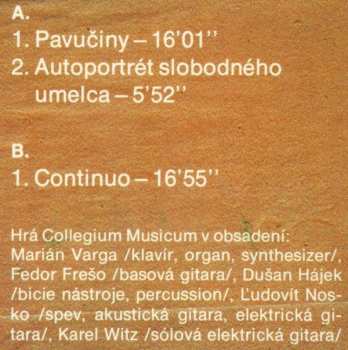 A.
1. Pavučiny – 16’01’’
2. Autoportrét slobodného
umelca – 5’52’’
B.
1. Continuo – 16’55’’
Hrá Collegium Musicum v obsadení:
Marián Varga /klavír, organ, synthesizer/,
Fedor Frešo /basová gitara/, Dušan Hájek
/bicie nástroje, percussion/, Ľudovít Nos-
ko /spev, akustická gitara, elektrická gi-
tara/, Karel Witz /sólová elektrická gitara/